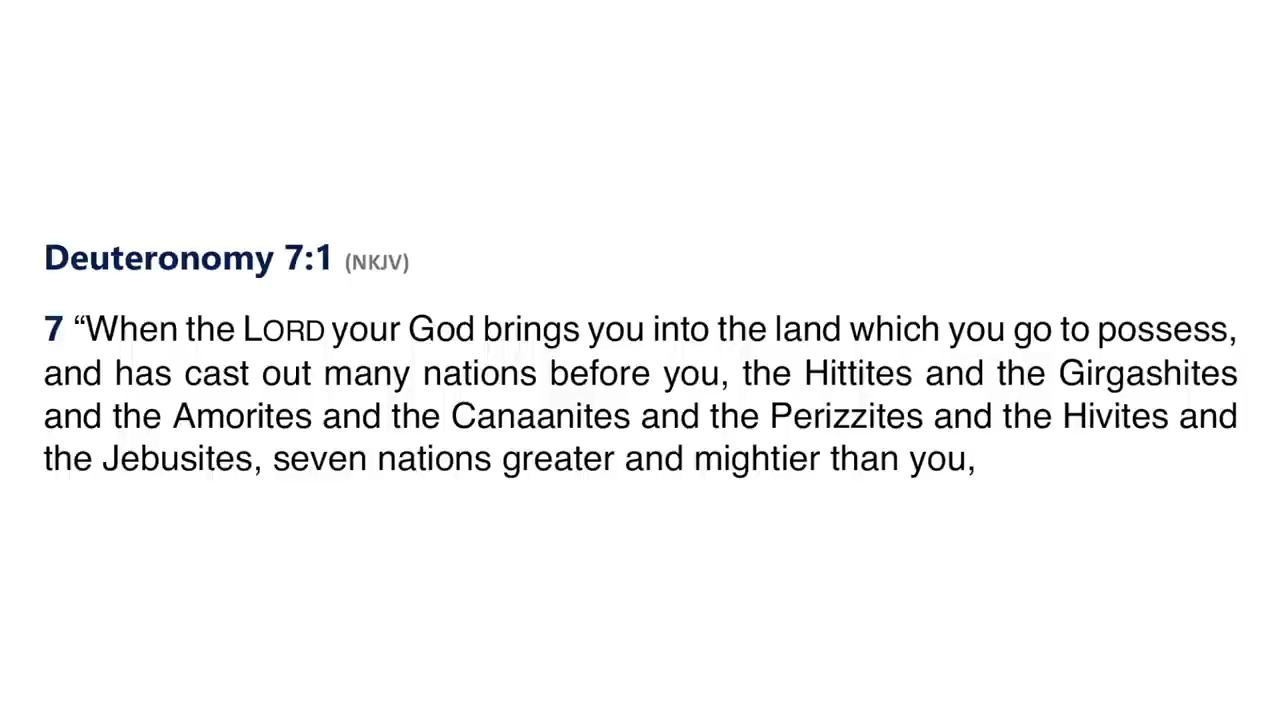 Deuteronomy 7:1 (NKJV)
7 “When the LORD your God brings you into the land which you go to possess,
and has cast out many nations before you, the Hittites and the Girgashites
and the Amorites and the Canaanites and the Perizzites and the Hivites and
the Jebusites, seven nations greater and mightier than you,